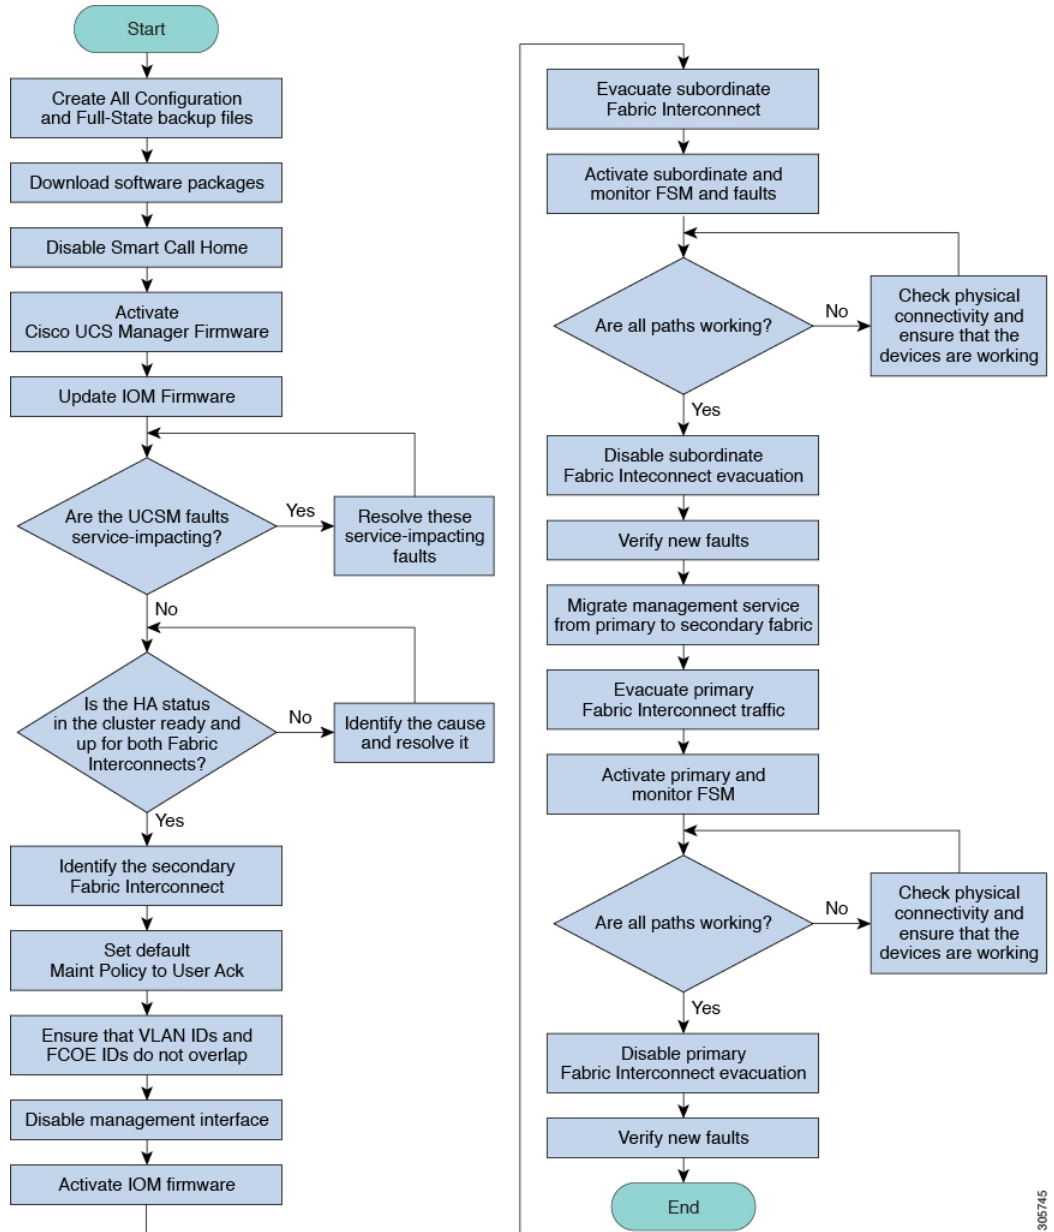 Start
Create All Configuration
and Full-State backup files
Download software packages
Disable Smart Call Home
Activate
Cisco UCS Manager Firmware
Update IOM Firmware
Are the UCSM faults
service-impacting?
Yes
Resolve these
service-impacting
faults
No
Is the HA status
in the cluster ready and
up for both Fabric
Interconnects?
No
Identify the cause
and resolve it
Yes
Identify the secondary
Fabric Interconnect
Set default
Maint Policy to User Ack
Ensure that VLAN IDs and
FCOE IDs do not overlap
Disable management interface
Activate IOM firmware
Evacuate subordinate
Fabric Interconnect
Activate subordinate and
monitor FSM and faults
Are all paths working?
No
Check physical
connectivity and
ensure that the
devices are working
Yes
Disable subordinate
Fabric Inteconnect evacuation
Verify new faults
Migrate management service
from primary to secondary fabric
Evacuate primary
Fabric Interconnect traffic
Activate primary and
monitor FSM
Are all paths working?
No
Check physical
connectivity and
ensure that the
devices are working
Yes
Disable primary
Fabric Interconnect evacuation
Verify new faults
End
305745